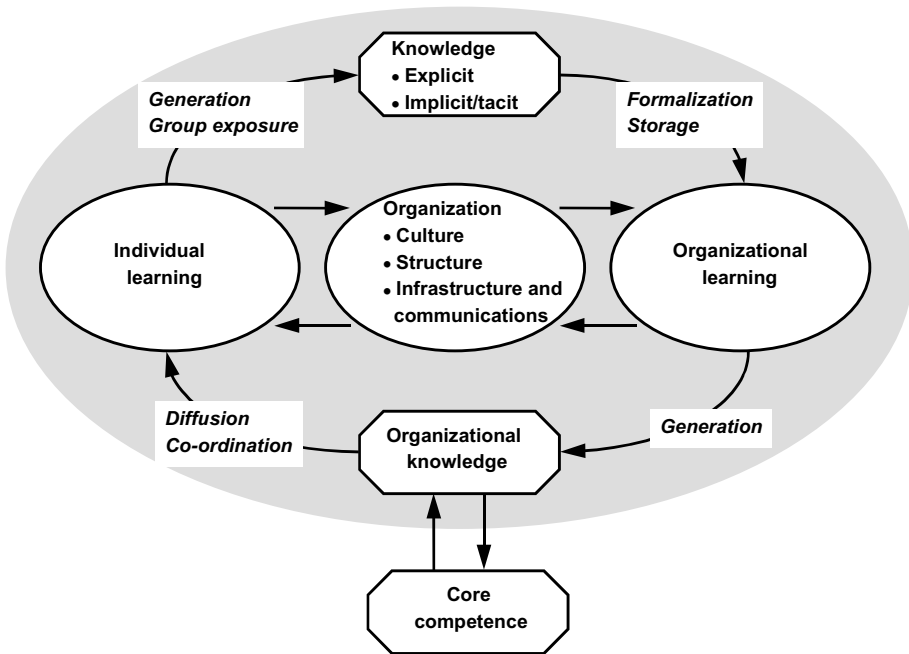 Knowledge
• Explicit
• Implicit/tacit
Generation
Group exposure
Formalization
Storage
Individual
learning
Organization
• Culture
• Structure
• Infrastructure and
communications
Organizational
learning
Diffusion
Co-ordination
Organizational
knowledge
Generation
Core
competence